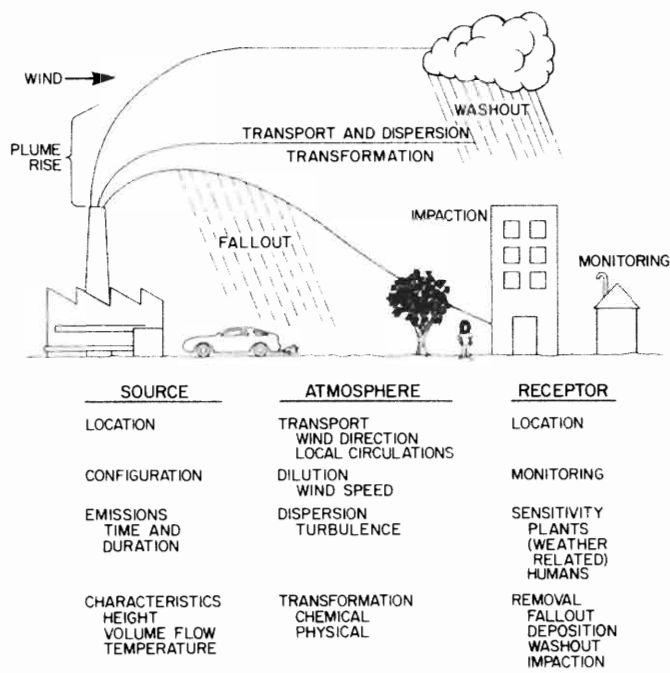 WIND
WASHOUT
PLUME
RISE
TRANSPORT AND DISPERSION
TRANSFORMATION
FALLOUT
IMPACTION
MONITORING
SOURCE
LOCATION
CONFIGURATION
EMISSIONS
TIME AND
DURATION
CHARACTERISTICS
HEIGHT
VOLUME FLOW
TEMPERATURE
ATMOSPHERE
TRANSPORT
WIND DIRECTION
LOCAL CIRCULATIONS
DILUTION
WIND SPEED
DISPERSION
TURBULENCE
TRANSFORMATION
CHEMICAL
PHYSICAL
RECEPTOR
LOCATION
MONITORING
SENSITIVITY
PLANTS
(WEATHER
RELATED)
HUMANS
REMOVAL
FALLOUT
DEPOSITION
WASHOUT
IMPACTION